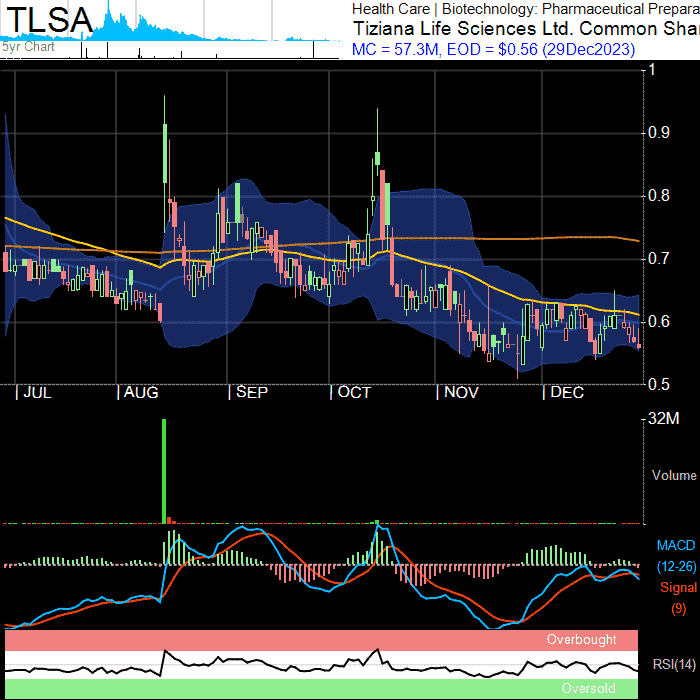 TLSA
5yr Chart
Health Care | Biotechnology: Pharmaceutical Prepara
Tiziana Life Sciences Ltd. Common Shar
MC = 57.3M, EOD = $0.56 (29Dec2023)
1
0.9
0.8
0.7
0.6
0.5
JUL AUG SEP OCT NOV DEC
32M
Volume
MACD
(12-26)
Signal
(9)
Overbought
RSI(14)
Oversold